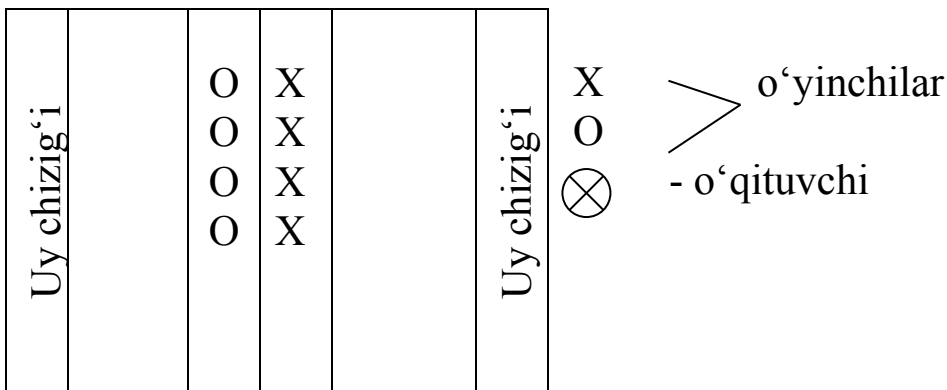 Uy chizig‘i
O X
O X
O X
O X
Uy chizig‘i
X
O
o‘yinchilar
- o‘qituvchi